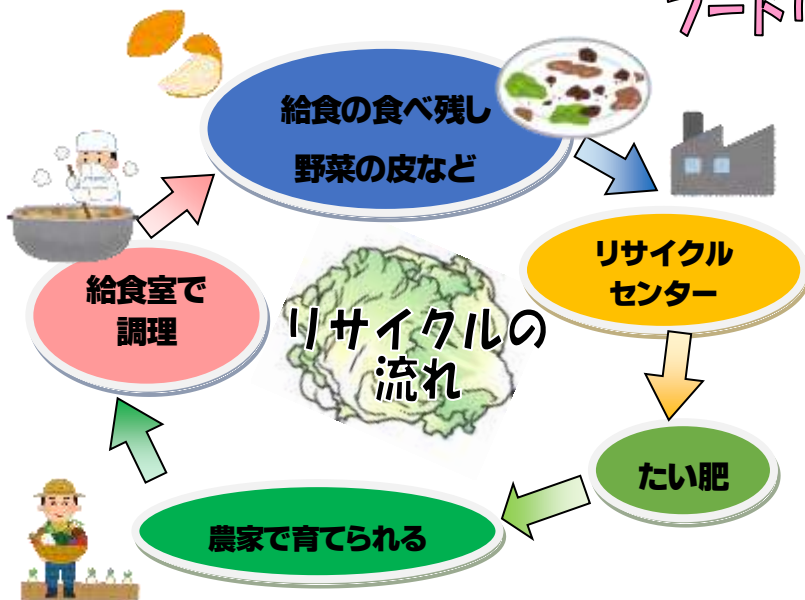 給食の食べ残し
野菜の皮など
リサイクル
センター
たい肥
農家で育てられる
給食室で
調理
リサイクルの
流れ